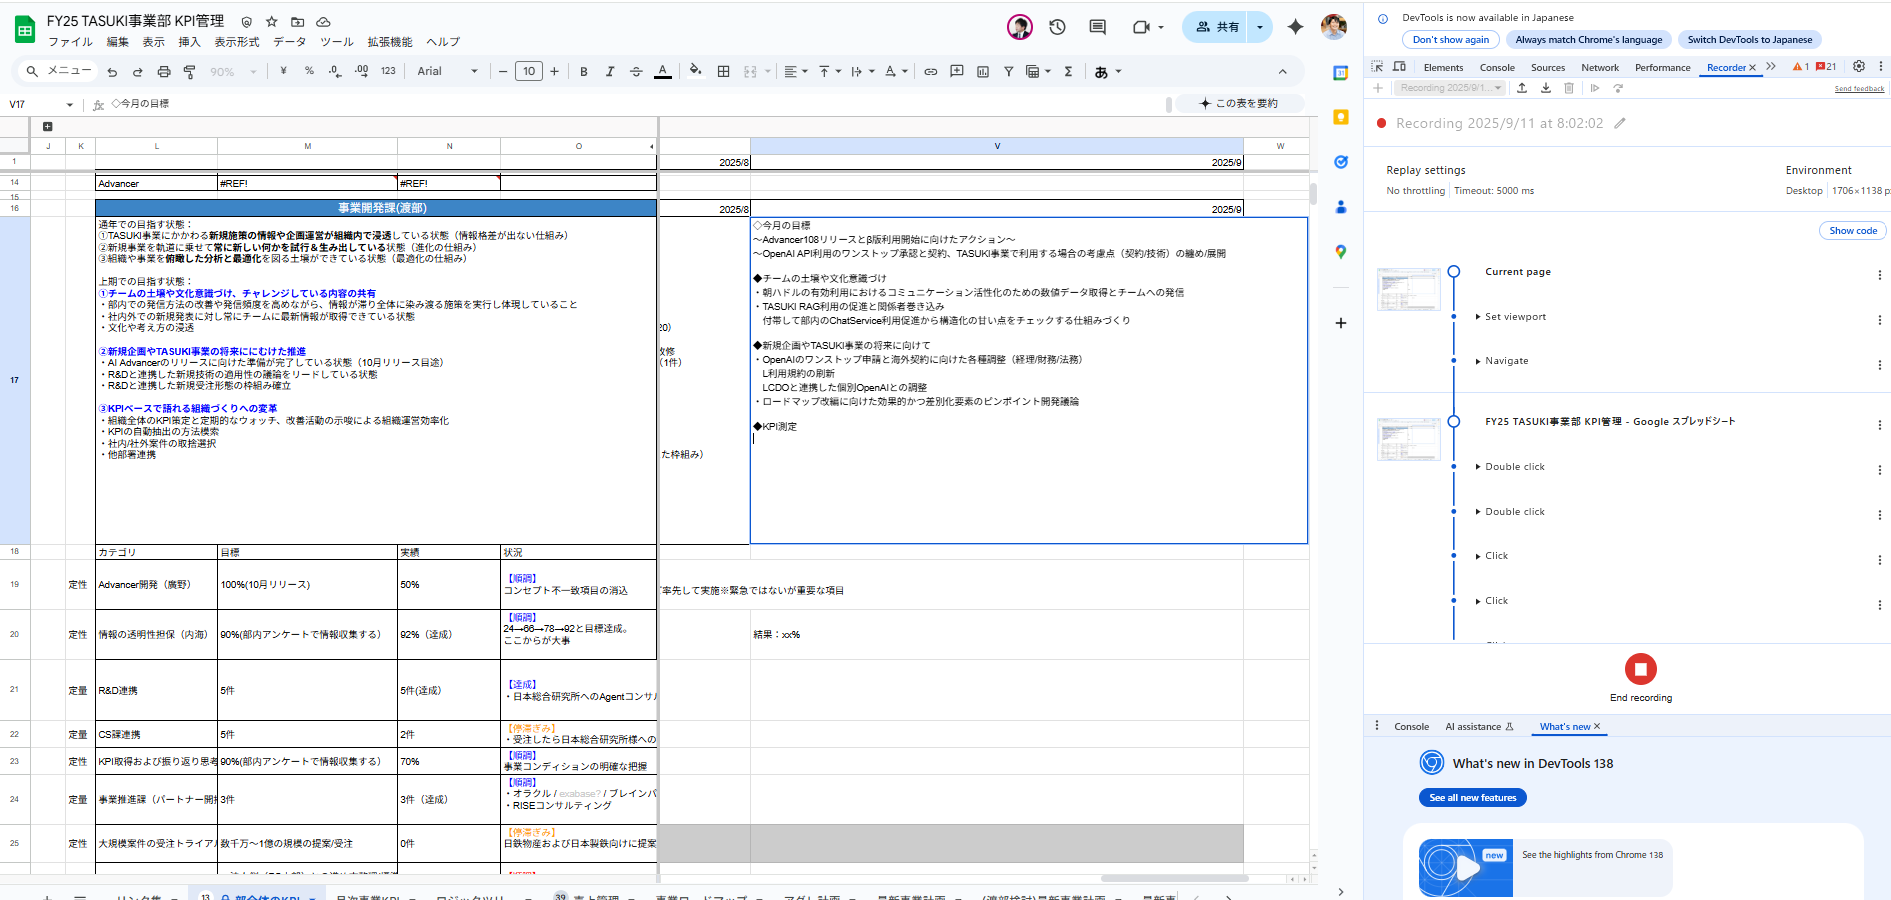 FY25 TASUKI事業部 KPI管理
ファイル 編集 表示 挿入 表示形式 データ ツール 拡張機能 ヘルプ
共有
メニュー 90% ¥ % .0 .00 123 Arial 10 B I A あ
V17 fx ◇今月の目標
この表を要約
J K L M N O V W
1 2025/8 2025/9
14 Advancer #REF! #REF!
15
16 事業開発課(渡部) 2025/8 2025/9
17
通年での目指す状態：
①TASUKI事業にかかわる新規施策の情報や企画運営が組織内で浸透している状態（情報格差が出ない仕組み）
②新規事業を軌道に乗せて常に新しい何かを試行＆生み出している状態（進化の仕組み）
③組織や事業を俯瞰した分析と最適化を図る土壌ができている状態（最適化の仕組み）
上期での目指す状態：
①チームの土壌や文化意識づけ、チャレンジしている内容の共有
・部内での発信方法の改善や発信頻度を高めながら、情報が滞り全体に染み渡る施策を実行し体現していること
・社内外での新規発表に対し常にチームに最新情報が取得できている状態
・文化や考え方の浸透
②新規企画やTASUKI事業の将来ににむけた推進
・AI Advancerのリリースに向けた準備が完了している状態（10月リリース目途）
・R&Dと連携した新規技術の適用性の議論をリードしている状態
・R&Dと連携した新規受注形態の枠組み確立
③KPIベースで語れる組織づくりへの変革
・組織全体のKPI策定と定期的なウォッチ、改善活動の示唆による組織運営効率化
・KPIの自動抽出の方法模索
・社内/社外案件の取捨選択
・他部署連携
20）
改修
（1件）
た枠組み）
◇今月の目標
～Advancer108リリースとβ版利用開始に向けたアクション～
～OpenAI API利用のワンストップ承認と契約、TASUKI事業で利用する場合の考慮点（契約/技術）の纏め/展開
◆チームの土壌や文化意識づけ
・朝ハドルの有効利用におけるコミュニケーション活性化のための数値データ取得とチームへの発信
・TASUKI RAG利用の促進と関係者巻き込み
付帯して部内のChatService利用促進から構造化の甘い点をチェックする仕組みづくり
◆新規企画やTASUKI事業の将来に向けて
・OpenAIのワンストップ申請と海外契約に向けた各種調整（経理/財務/法務）
L利用規約の刷新
LCDOと連携した個別OpenAIとの調整
・ロードマップ改編に向けた効果的かつ差別化要素のピンポイント開発議論
◆KPI測定
18 カテゴリ 目標 実績 状況
19 定性 Advancer開発（廣野） 100%(10月リリース) 50% 【順調】
コンセプト不一致項目の消込
て率先して実施※緊急ではないが重要な項目
20 定性 情報の透明性担保（内海） 90%(部内アンケートで情報収集する） 92%（達成） 【順調】
24→66→78→92と目標達成。
ここからが大事
結果：xx%
21 定量 R&D連携 5件 5件(達成) 【達成】
・日本総合研究所へのAgentコンサル
22 定量 CS課連携 5件 2件 【停滞ぎみ】
・受注したら日本総合研究所様への
23 定性 KPI取得および振り返り思考 90%(部内アンケートで情報収集する） 70% 【順調】
事業コンディションの明確な把握
24 定量 事業推進課（パートナー開拓 3件 3件（達成） 【順調】
・オラクル / exabase? / ブレインパ
・RISEコンサルティング
25 定性 大規模案件の受注トライアル 数千万～1億の規模の提案/受注 0件 【停滞ぎみ】
日鉄物産および日本製鉄向けに提案
リンク集 13 部全体のKPI 月次事業KPI ロジックツリー 39 売上管理 事業ロードマップ アダム計画 最新事業計画 (渡部検討)最新事業計画 最新事
DevTools is now available in Japanese
Don't show again Always match Chrome's language Switch DevTools to Japanese
Elements Console Sources Network Performance Recorder 1 21
Recording 2025/9/1... Send feedback
Recording 2025/9/11 at 8:02:02
Replay settings Environment
No throttling Timeout: 5000 ms Desktop 1706×1138 p
Show code
Current page
Set viewport
Navigate
FY25 TASUKI事業部 KPI管理 - Google スプレッドシート
Double click
Double click
Click
Click
End recording
Console AI assistance What's new
What's new in DevTools 138
See all new features
new See the highlights from Chrome 138